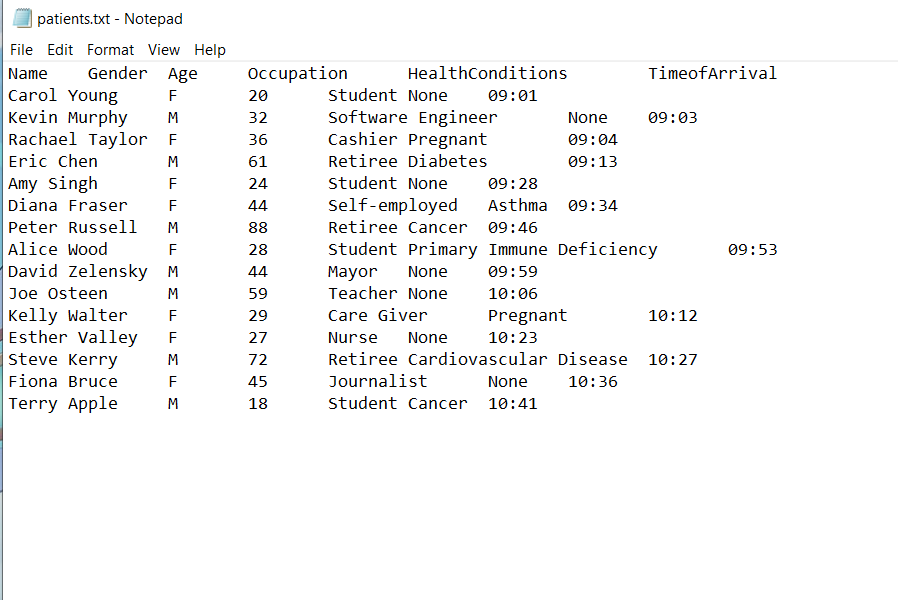 patients.txt - Notepad
File Edit Format View Help
Name Gender Age Occupation HealthConditions TimeofArrival
Carol Young F 20 Student None 09:01
Kevin Murphy M 32 Software Engineer None 09:03
Rachael Taylor F 36 Cashier Pregnant 09:04
Eric Chen M 61 Retiree Diabetes 09:13
Amy Singh F 24 Student None 09:28
Diana Fraser F 44 Self-employed Asthma 09:34
Peter Russell M 88 Retiree Cancer 09:46
Alice Wood F 28 Student Primary Immune Deficiency 09:53
David Zelensky M 44 Mayor None 09:59
Joe Osteen M 59 Teacher None 10:06
Kelly Walter F 29 Care Giver Pregnant 10:12
Esther Valley F 27 Nurse None 10:23
Steve Kerry M 72 Retiree Cardiovascular Disease 10:27
Fiona Bruce F 45 Journalist None 10:36
Terry Apple M 18 Student Cancer 10:41